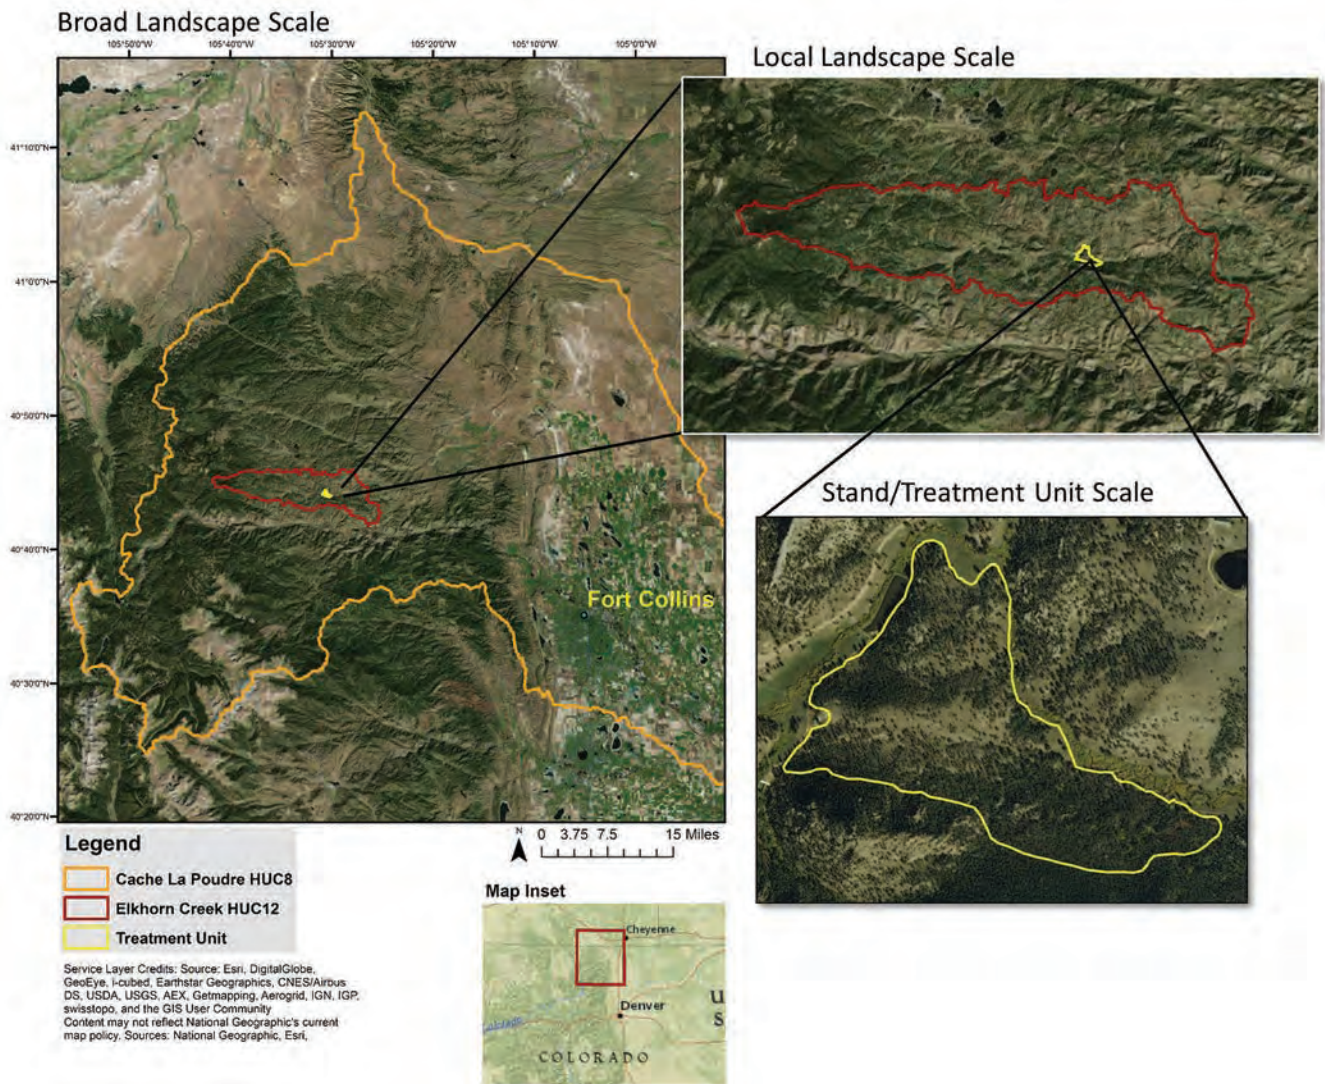 Broad Landscape Scale
105°50'0"W 105°40'0"W 105°30'0"W 105°20'0"W 105°10'0"W 105°0'0"W
Local Landscape Scale
41°10'0"N
41°0'0"N
40°50'0"N
40°40'0"N
40°30'0"N
40°20'0"N
Fort Collins
Stand/Treatment Unit Scale
N 0 3.75 7.5 15 Miles
Legend
Cache La Poudre HUC8
Elkhorn Creek HUC12
Treatment Unit
Service Layer Credits: Source: Esri, DigitalGlobe,
GeoEye, i-cubed, Earthstar Geographics, CNES/Airbus
DS, USDA, USGS, AEX, Getmapping, Aerogrid, IGN, IGP,
swisstopo, and the GIS User Community
Content may not reflect National Geographic's current
map policy. Sources: National Geographic, Esri,
Map Inset
Cheyenne
Denver
U
S
Colorado
COLORADO